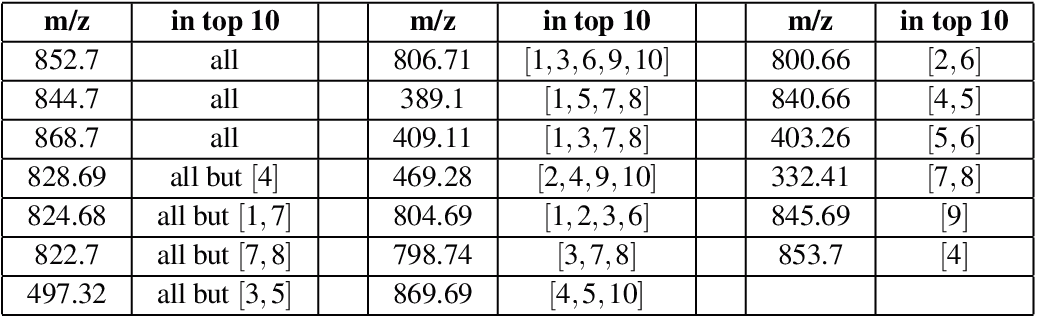 m/z in top 10 m/z in top 10 m/z in top 10
852.7 all 806.71 [1,3,6,9,10] 800.66 [2,6]
844.7 all 389.1 [1,5,7,8] 840.66 [4,5]
868.7 all 409.11 [1,3,7,8] 403.26 [5,6]
828.69 all but [4] 469.28 [2,4,9,10] 332.41 [7,8]
824.68 all but [1,7] 804.69 [1,2,3,6] 845.69 [9]
822.7 all but [7,8] 798.74 [3,7,8] 853.7 [4]
497.32 all but [3,5] 869.69 [4,5,10]